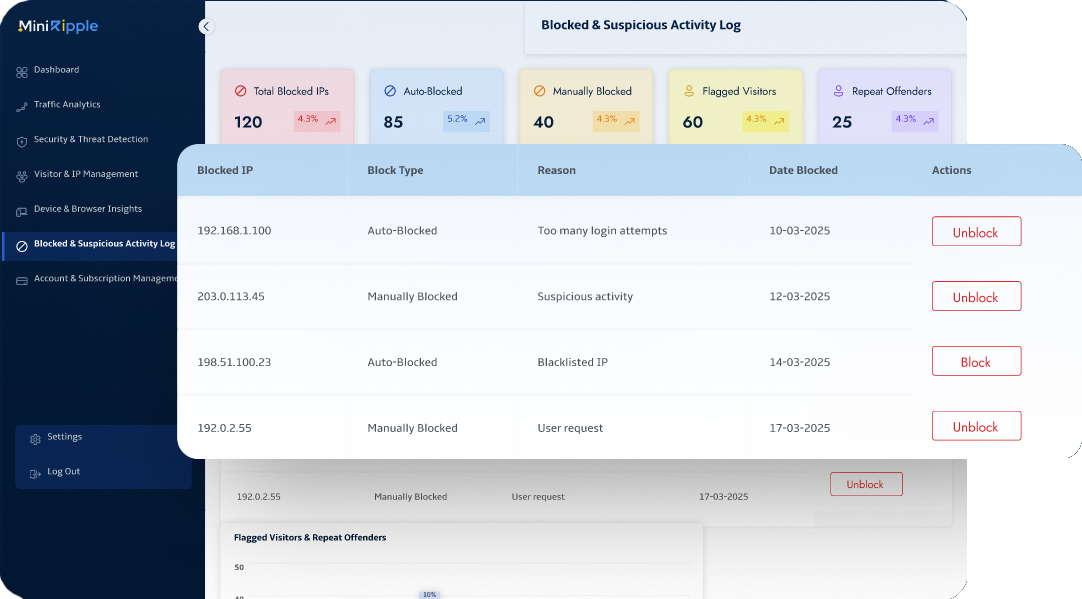 MiniRipple
Blocked & Suspicious Activity Log
Dashboard
Traffic Analytics
Security & Threat Detection
Visitor & IP Management
Device & Browser Insights
Blocked & Suspicious Activity Log
Account & Subscription Manageme
Settings
Log Out
Total Blocked IPs
120 4.3%
Auto-Blocked
85 5.2%
Manually Blocked
40 4.3%
Flagged Visitors
60 4.3%
Repeat Offenders
25 4.3%
Blocked IP Block Type Reason Date Blocked Actions
192.168.1.100 Auto-Blocked Too many login attempts 10-03-2025 Unblock
203.0.113.45 Manually Blocked Suspicious activity 12-03-2025 Unblock
198.51.100.23 Auto-Blocked Blacklisted IP 14-03-2025 Block
192.0.2.55 Manually Blocked User request 17-03-2025 Unblock
192.0.2.55 Manually Blocked User request 17-03-2025 Unblock
Flagged Visitors & Repeat Offenders
50
40
10%